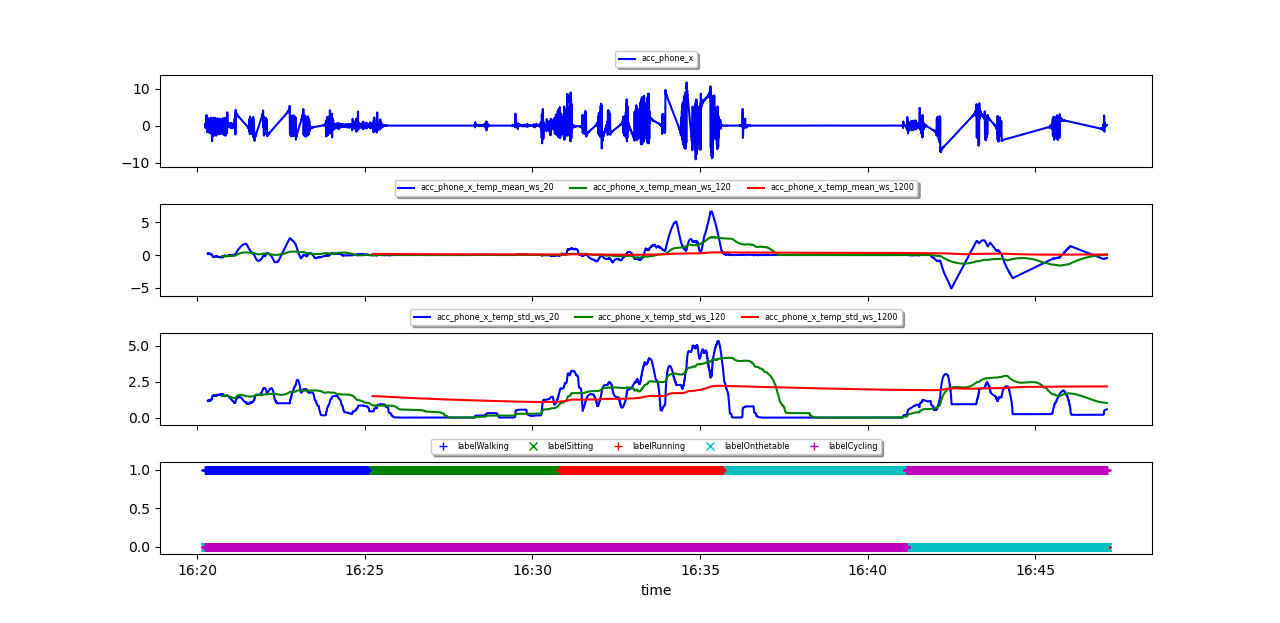 acc_phone_x
10
0
−10
acc_phone_x_temp_mean_ws_20 acc_phone_x_temp_mean_ws_120 acc_phone_x_temp_mean_ws_1200
5
0
−5
acc_phone_x_temp_std_ws_20 acc_phone_x_temp_std_ws_120 acc_phone_x_temp_std_ws_1200
5.0
2.5
0.0
labelWalking labelSitting labelRunning labelOnthetable labelCycling
1.0
0.5
0.0
16:20 16:25 16:30 16:35 16:40 16:45
time